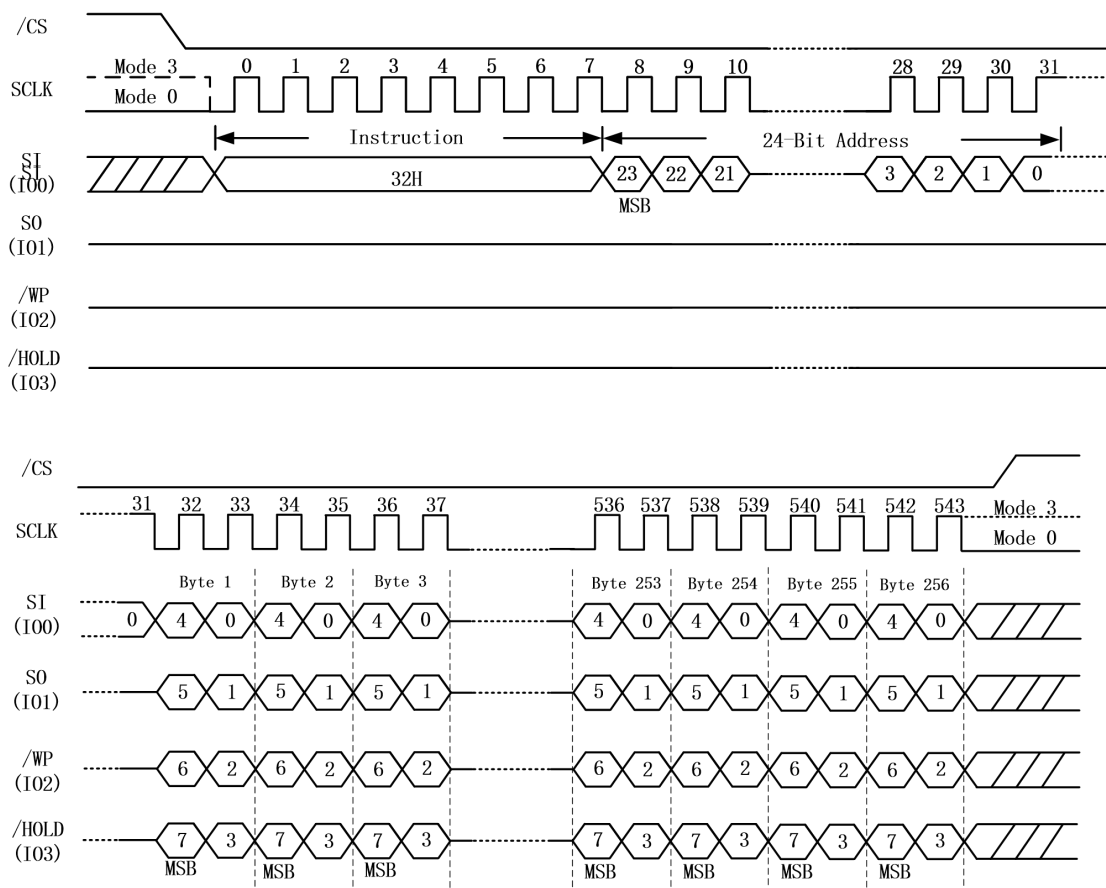 /CS
Mode 3 0 1 2 3 4 5 6 7 8 9 10 28 29 30 31
SCLK
Mode 0
Instruction 24-Bit Address
SI
SI
(IO0)
32H 23 22 21 3 2 1 0
MSB
SO
(IO1)
/WP
(IO2)
/HOLD
(IO3)
/CS
31 32 33 34 35 36 37 536 537 538 539 540 541 542 543 Mode 3
SCLK
Mode 0
Byte 1 Byte 2 Byte 3 Byte 253 Byte 254 Byte 255 Byte 256
SI
(IO0)
0 4 0 4 0 4 0 4 0 4 0 4 0 4 0
SO
(IO1)
5 1 5 1 5 1 5 1 5 1 5 1 5 1
/WP
(IO2)
6 2 6 2 6 2 6 2 6 2 6 2 6 2
/HOLD
(IO3)
7 3 7 3 7 3 7 3 7 3 7 3 7 3
MSB MSB MSB MSB MSB MSB MSB